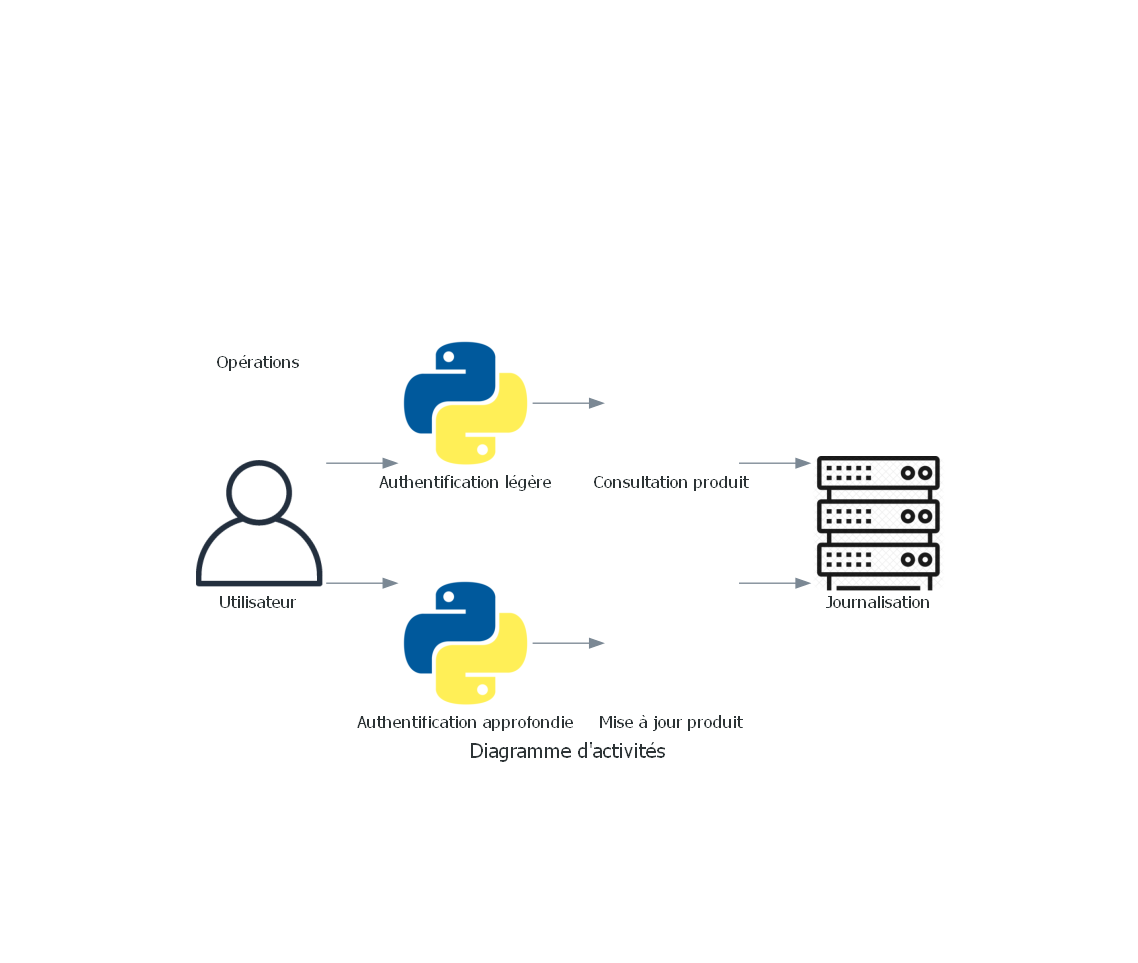 Opérations
Authentification légère
Consultation produit
Utilisateur
Journalisation
Authentification approfondie
Mise à jour produit
Diagramme d'activités